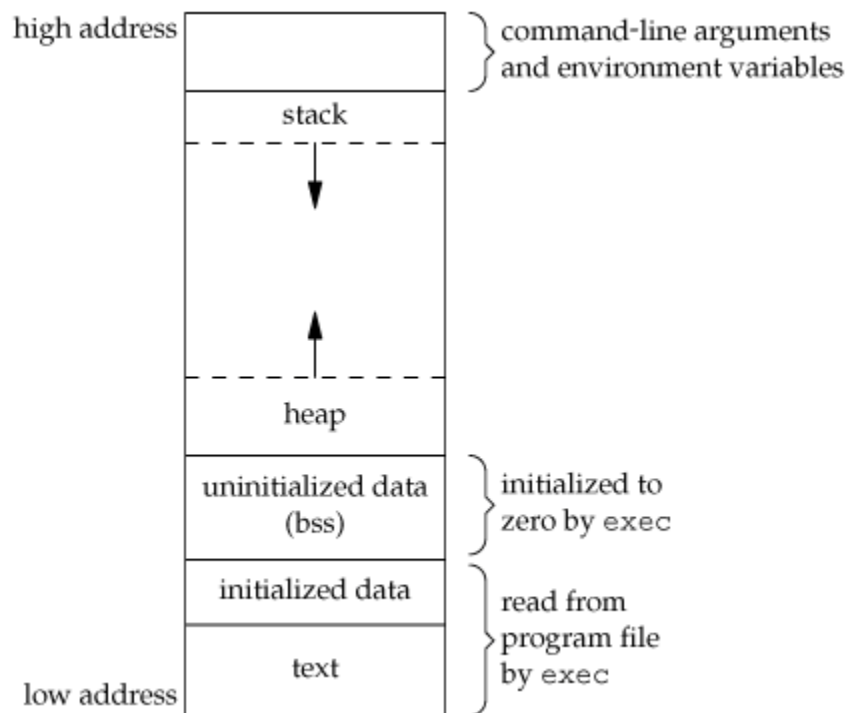 high address
command-line arguments
and environment variables
stack
heap
uninitialized data
(bss)
initialized to
zero by exec
initialized data
read from
program file
by exec
text
low address